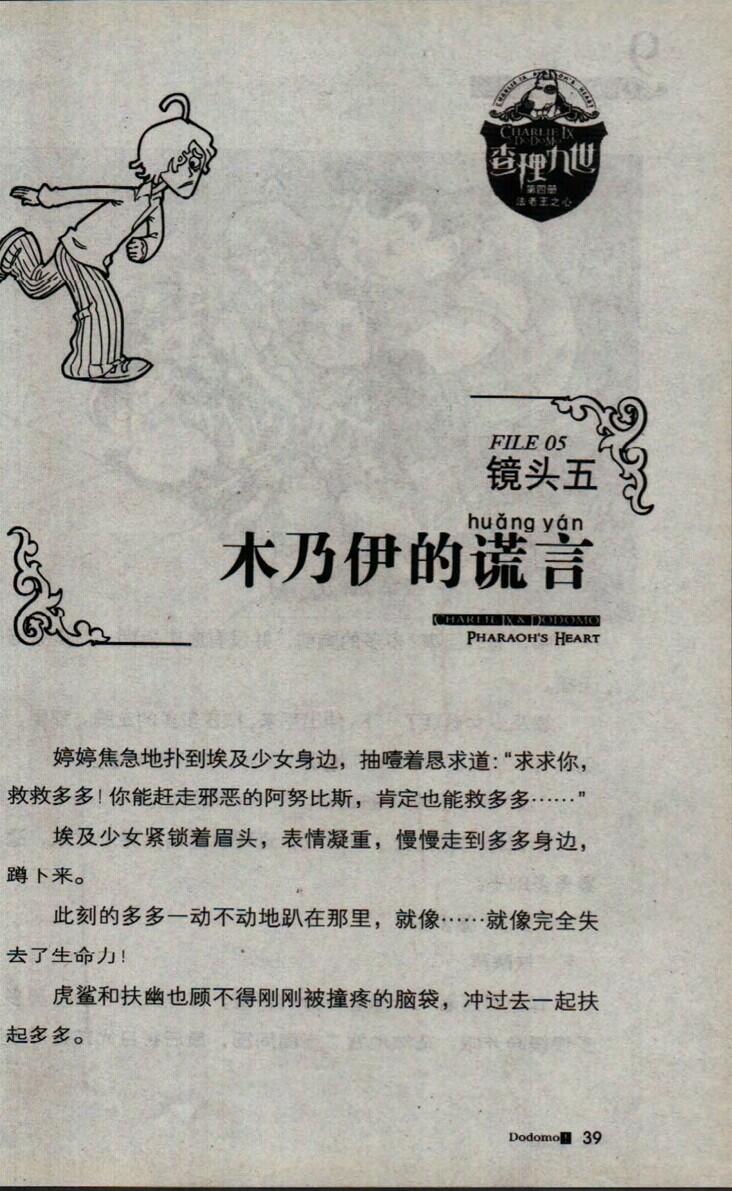 CHARLIE IX
DODOMO
查理九世
第四册
法老王之心
FILE 05
镜头五
huǎng yán
木乃伊的谎言
CHARLIE IX & DODOMO
PHARAOH'S HEART
婷婷焦急地扑到埃及少女身边，抽噎着恳求道：“求求你，
救救多多！你能赶走邪恶的阿努比斯，肯定也能救多多……”
埃及少女紧锁着眉头，表情凝重，慢慢走到多多身边，
蹲下来。
此刻的多多一动不动地趴在那里，就像……就像完全失
去了生命力！
虎鲨和扶幽也顾不得刚刚被撞疼的脑袋，冲过去一起扶
起多多。
Dodomo! 39